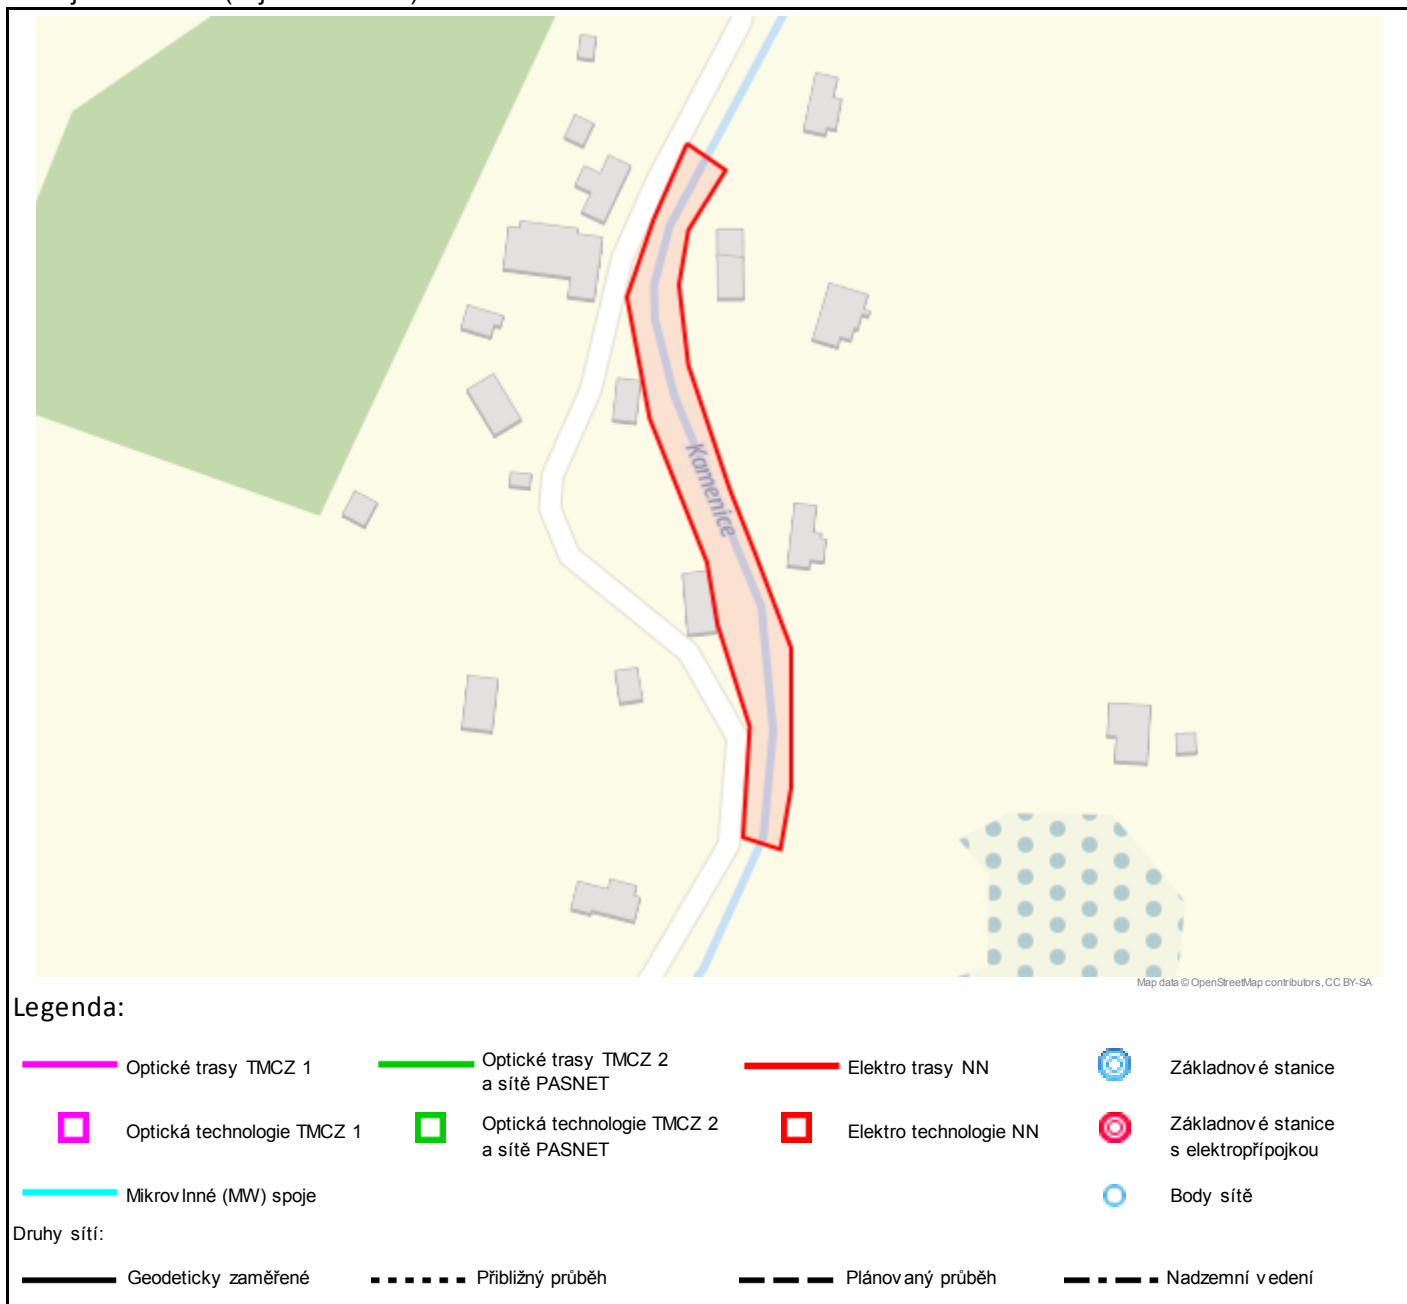 Kamenice
Map data © OpenStreetMap contributors, CC BY-SA
Legenda:
Optické trasy TMCZ 1
Optické trasy TMCZ 2
a sítě PASNET
Elektro trasy NN
Základnové stanice
Optická technologie TMCZ 1
Optická technologie TMCZ 2
a sítě PASNET
Elektro technologie NN
Základnové stanice
s elektropřípojkou
Mikrovlnné (MW) spoje
Body sítě
Druhy sítí:
Geodeticky zaměřené
Přibližný průběh
Plánovaný průběh
Nadzemní vedení